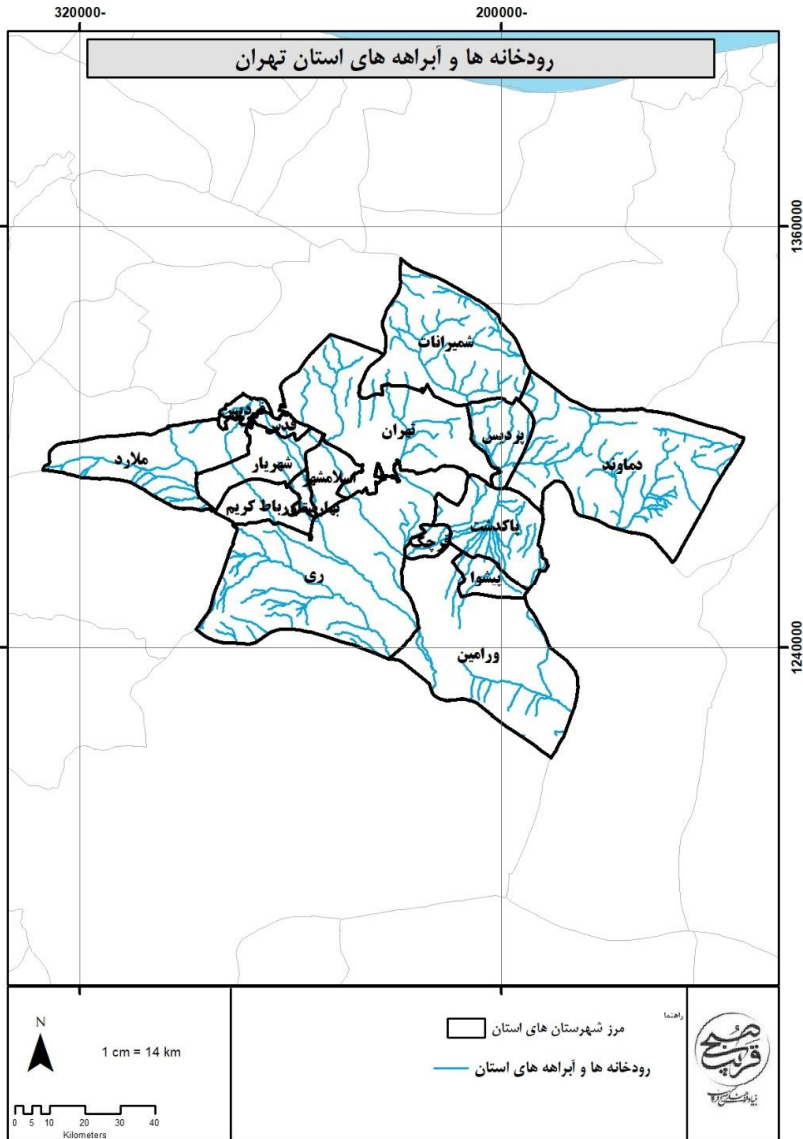 320000-
200000-
رودخانه ها و آبراهه های استان تهران
1360000
شمیرانات
تهران
پردیس
دماوند
قدس
ملارد
شهریار
اسلامشهر
رباط کریم
پاکدشت
قرچک
پیشوا
ری
ورامین
1240000
راهنما
مرز شهرستان های استان
رودخانه ها و آبراهه های استان
N
1 cm = 14 km
0 5 10 20 30 40
Kilometers